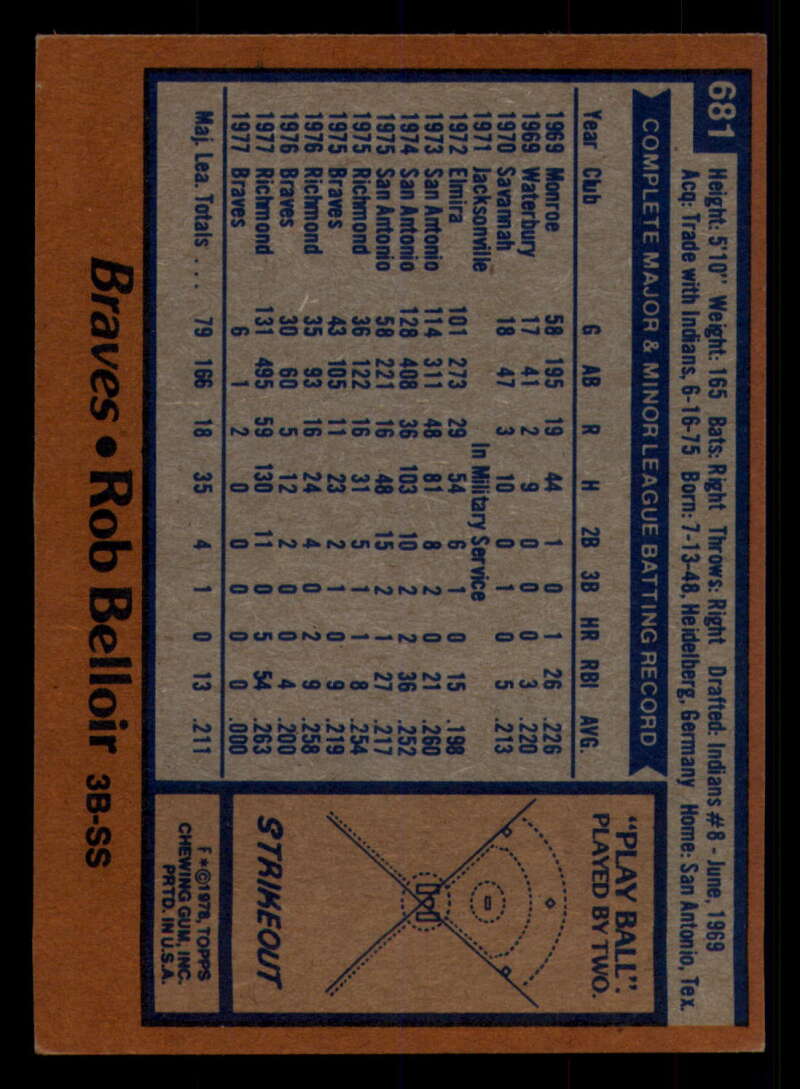 681
Height: 5'10" Weight: 165 Bats: Right Throws: Right Drafted: Indians #8 - June, 1969
Acq: Trade with Indians, 6-16-75 Born: 7-13-48, Heidelberg, Germany Home: San Antonio, Tex.
COMPLETE MAJOR & MINOR LEAGUE BATTING RECORD
Year Club G AB R H 2B 3B HR RBI AVG.
1969 Monroe 58 195 19 44 1 0 1 26 .226
1969 Waterbury 17 41 2 9 0 0 0 3 .220
1970 Savannah 18 47 3 10 0 1 0 5 .213
1971 Jacksonville In Military Service
1972 Elmira 101 273 29 54 6 1 0 15 .198
1973 San Antonio 114 311 48 81 8 2 0 21 .260
1974 San Antonio 128 408 36 103 10 2 2 36 .252
1975 San Antonio 58 221 16 48 15 2 1 27 .217
1975 Richmond 36 122 16 31 5 1 1 8 .254
1975 Braves 43 105 11 23 2 1 0 9 .219
1976 Richmond 35 93 16 24 4 0 2 9 .258
1976 Braves 30 60 5 12 2 0 0 4 .200
1977 Richmond 131 495 59 130 11 0 5 54 .263
1977 Braves 6 1 2 0 0 0 0 0 .000
Maj. Lea. Totals ... 79 166 18 35 4 1 0 13 .211
"PLAY BALL".
PLAYED BY TWO.
STRIKEOUT
F*©1978, TOPPS
CHEWING GUM, INC.
PRTD. IN U.S.A.
Braves • Rob Belloir 3B-SS